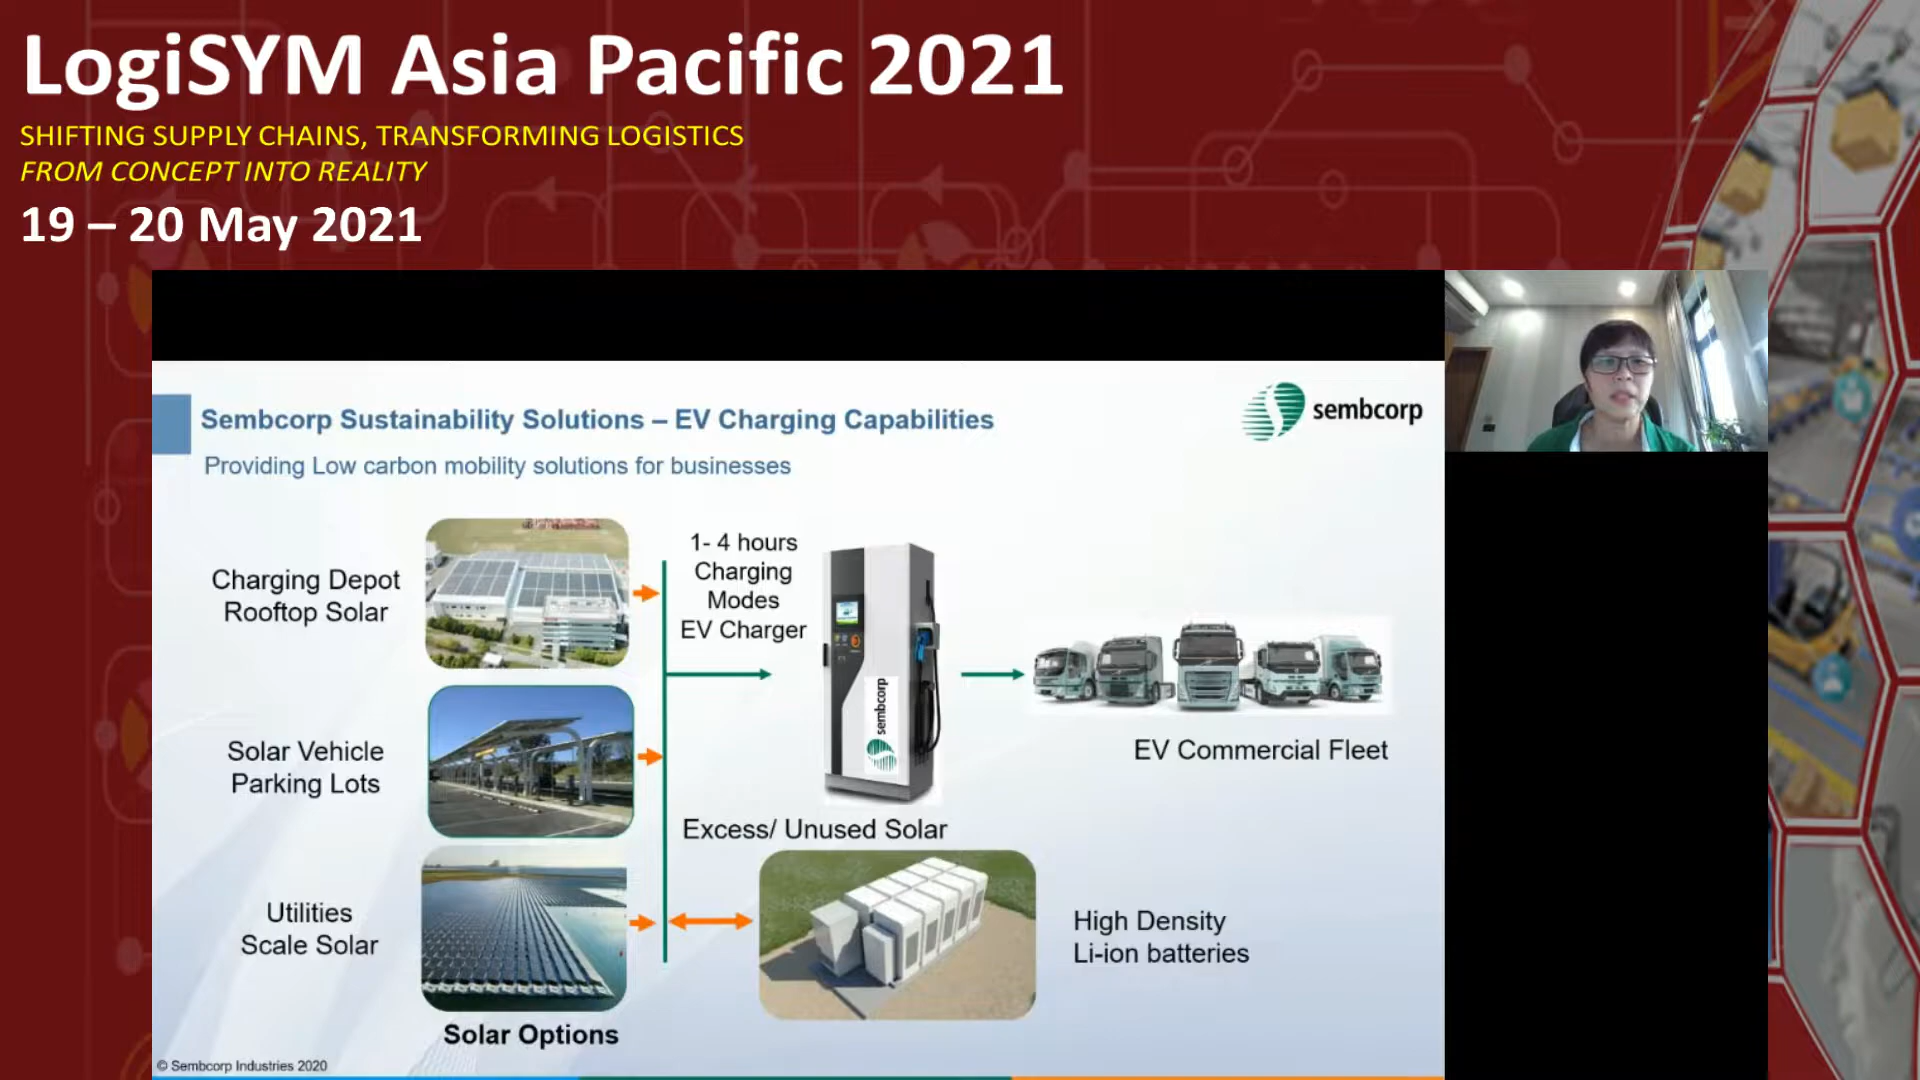 LogiSYM Asia Pacific 2021
SHIFTING SUPPLY CHAINS, TRANSFORMING LOGISTICS
FROM CONCEPT INTO REALITY
19 – 20 May 2021
Sembcorp Sustainability Solutions – EV Charging Capabilities
Providing Low carbon mobility solutions for businesses
sembcorp
Charging Depot
Rooftop Solar
1- 4 hours
Charging
Modes
EV Charger
sembcorp
Solar Vehicle
Parking Lots
EV Commercial Fleet
Excess/ Unused Solar
Utilities
Scale Solar
High Density
Li-ion batteries
Solar Options
© Sembcorp Industries 2020